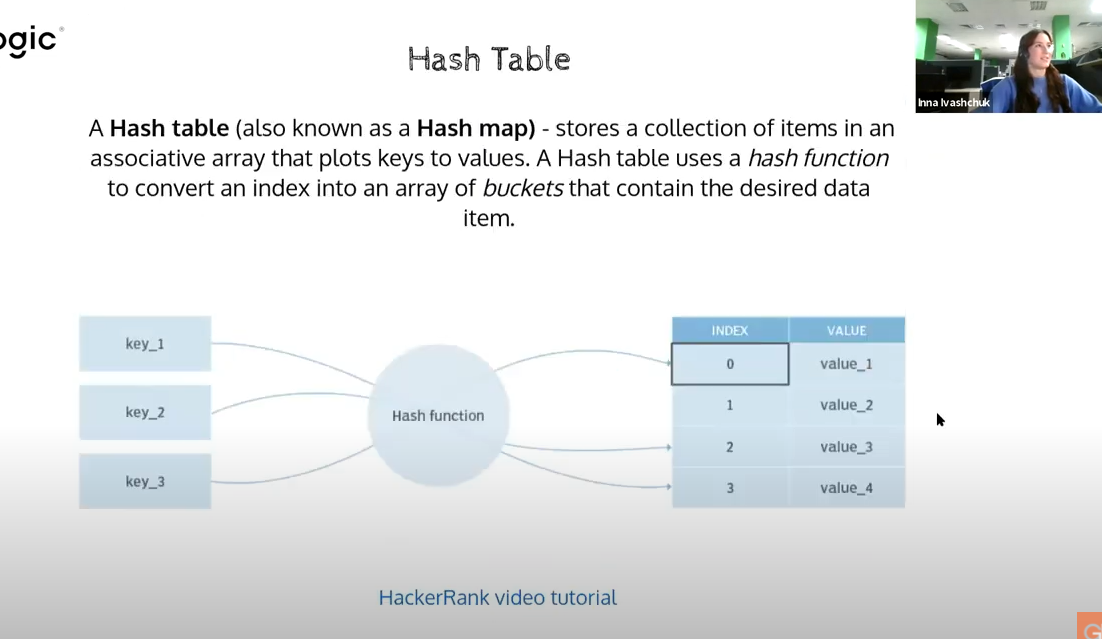 ogic
Hash Table
Inna Ivashchuk
A Hash table (also known as a Hash map) - stores a collection of items in an
associative array that plots keys to values. A Hash table uses a hash function
to convert an index into an array of buckets that contain the desired data
item.
key_1
key_2
key_3
Hash function
INDEX VALUE
0 value_1
1 value_2
2 value_3
3 value_4
HackerRank video tutorial